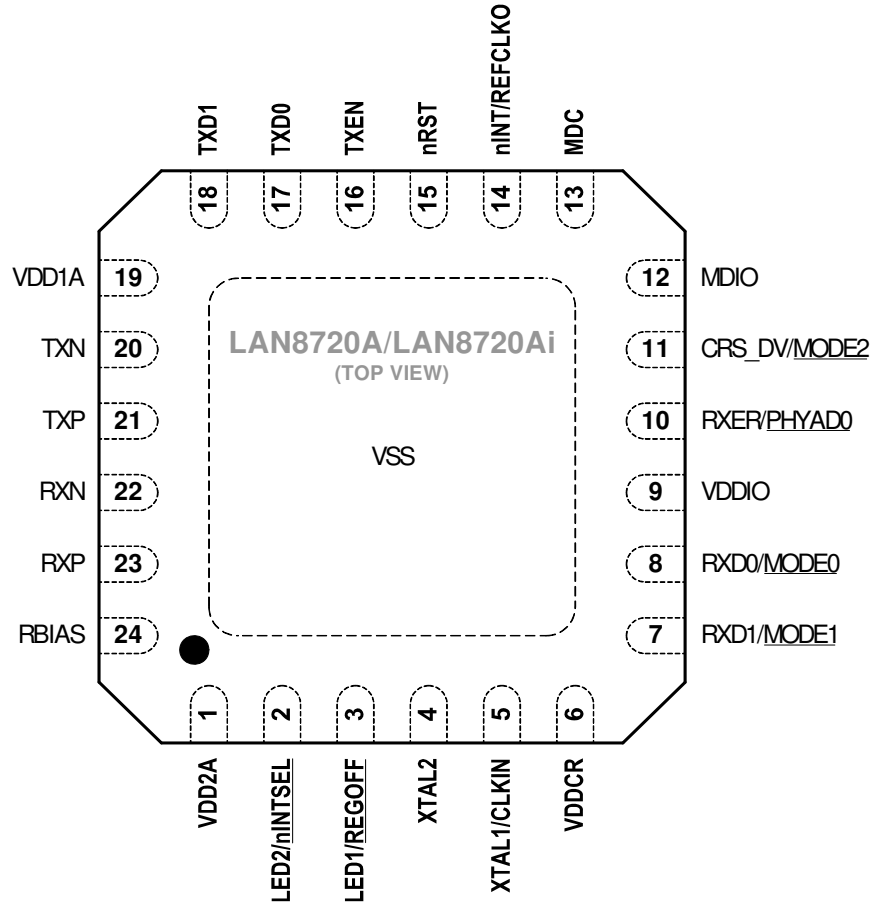 TXD1
TXD0
TXEN
nRST
nINT/REFCLKO
MDC
18
17
16
15
14
13
VDD1A 19
TXN 20
TXP 21
RXN 22
RXP 23
RBIAS 24
LAN8720A/LAN8720Ai
(TOP VIEW)
VSS
12 MDIO
11 CRS_DV/MODE2
10 RXER/PHYAD0
9 VDDIO
8 RXD0/MODE0
7 RXD1/MODE1
1
2
3
4
5
6
VDD2A
LED2/nINTSEL
LED1/REGOFF
XTAL2
XTAL1/CLKIN
VDDCR